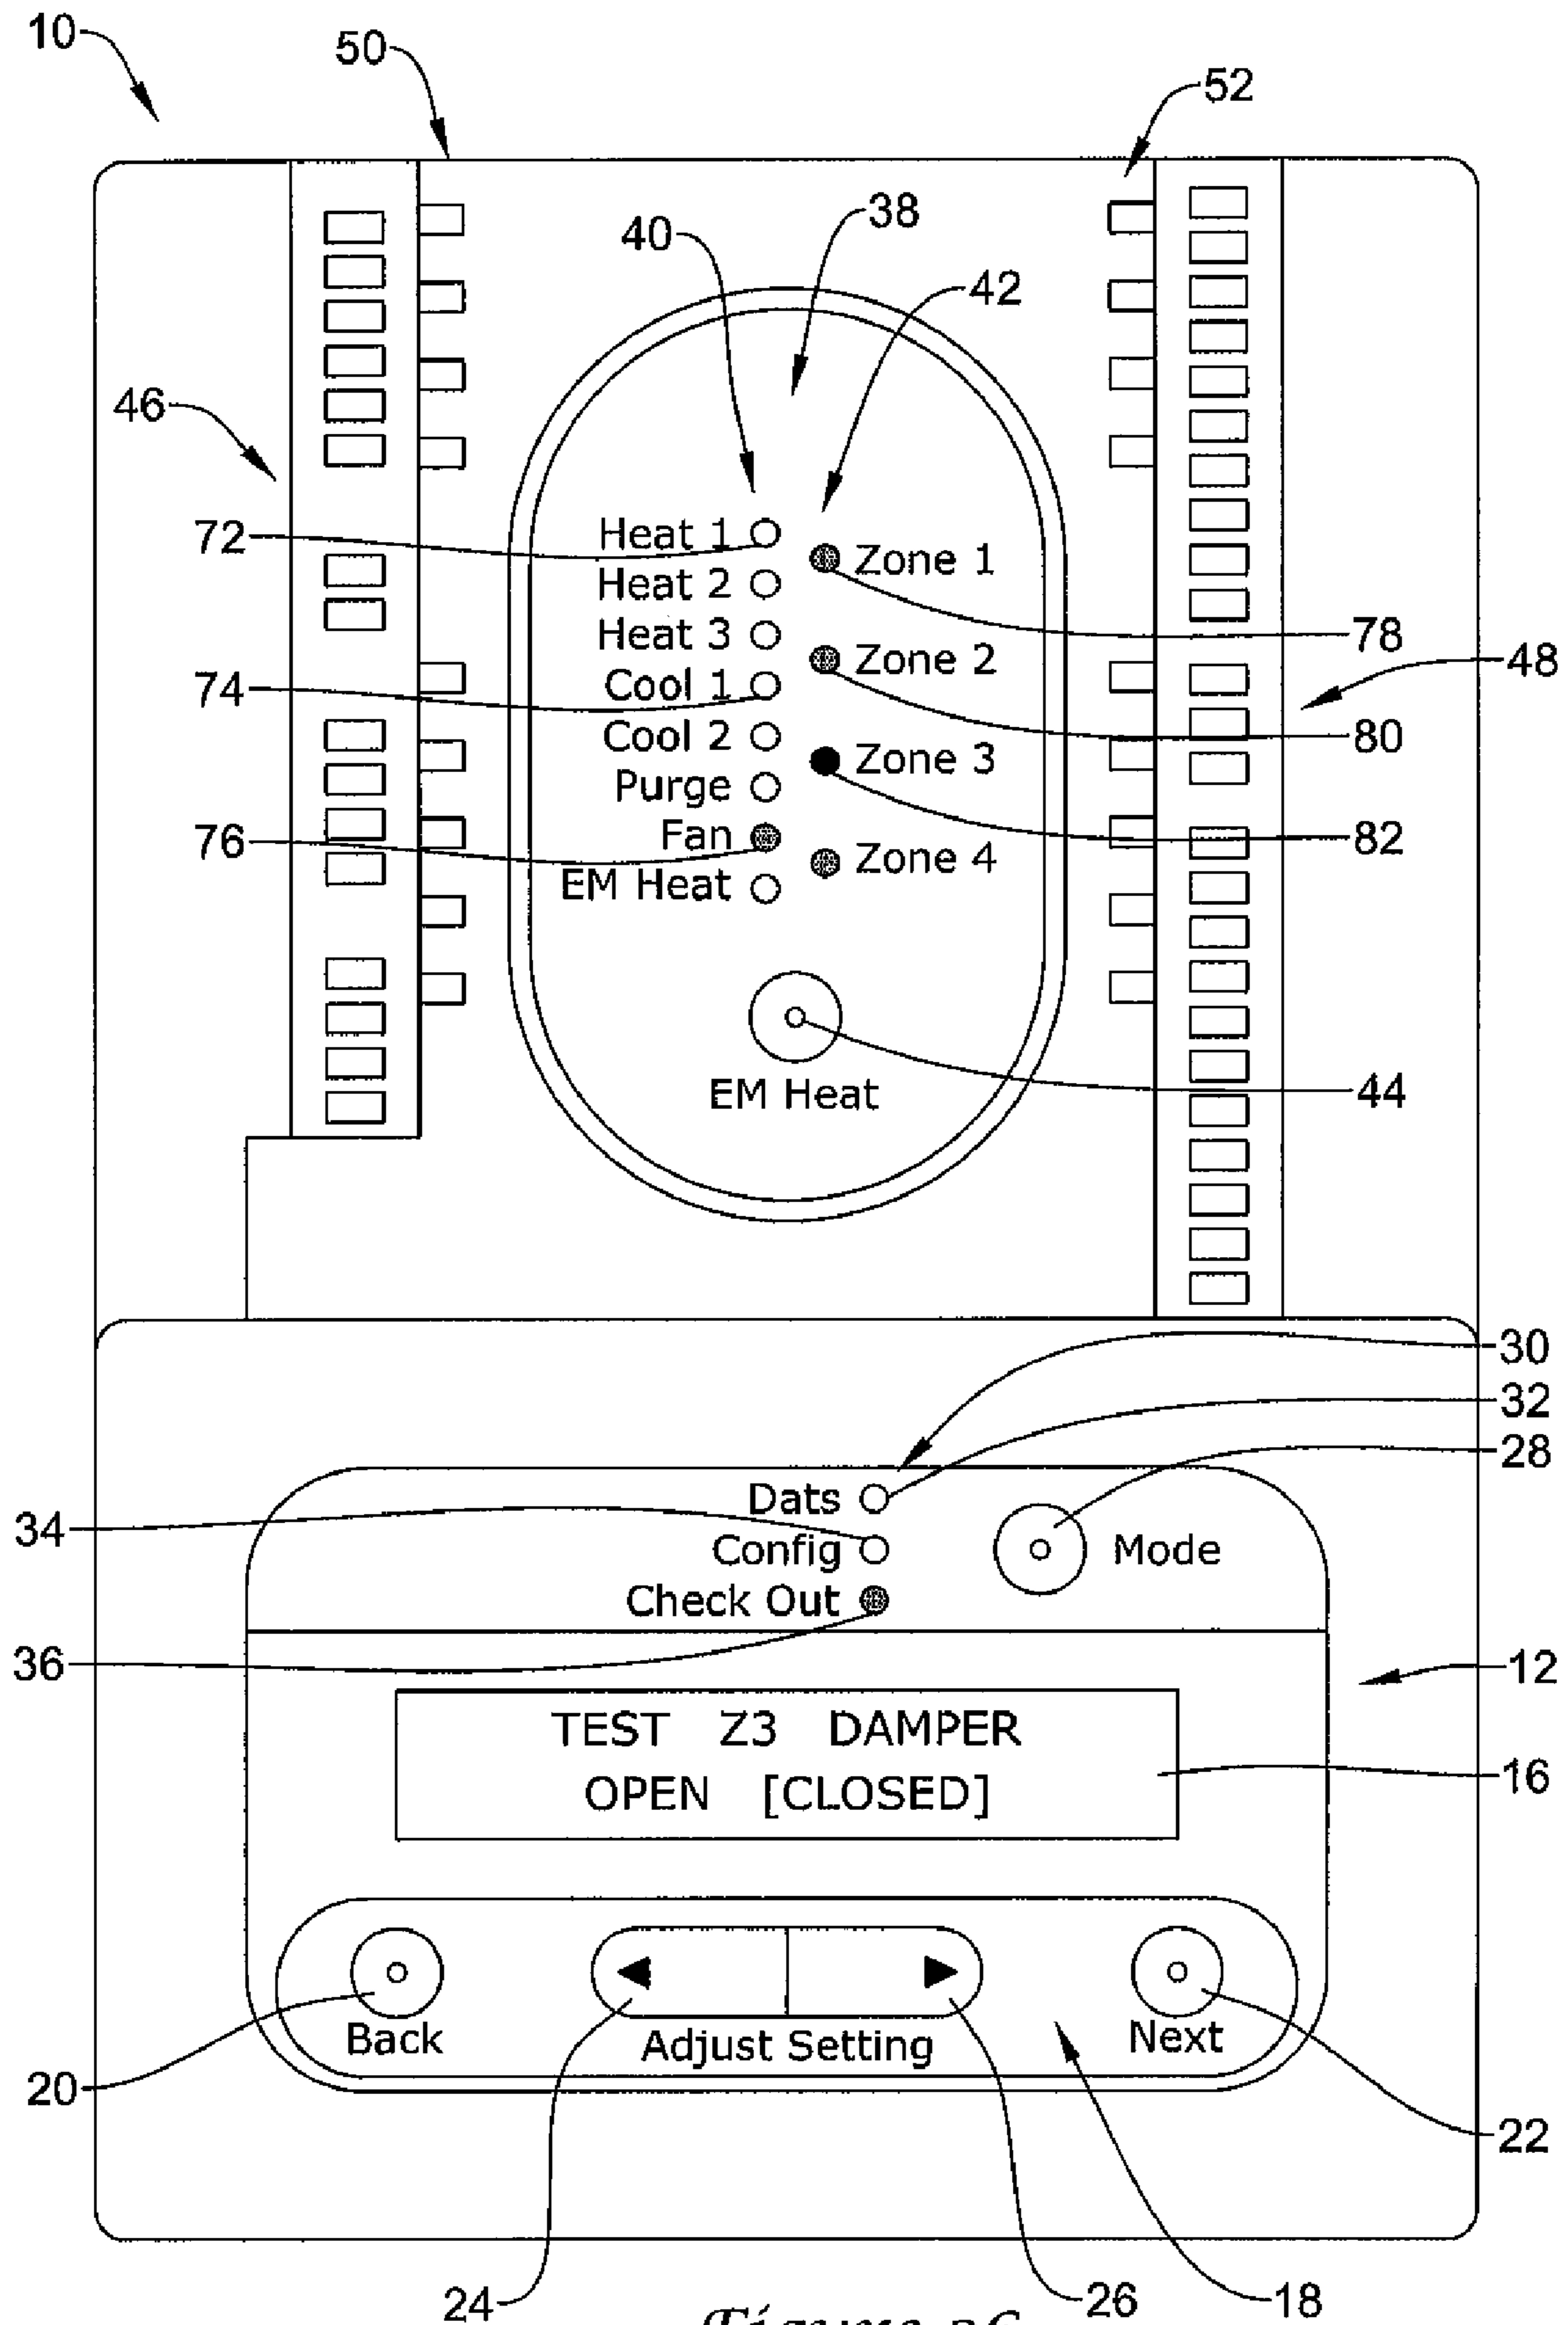 10
50
52
38
40
42
46
Heat 1
72
Zone 1
Heat 2
Heat 3
78
Zone 2
48
Cool 1
74
Cool 2
80
Zone 3
Purge
Fan
76
82
Zone 4
EM Heat
44
EM Heat
30
32
28
Dats
34
Config
Mode
Check Out
36
12
TEST Z3 DAMPER
16
OPEN [CLOSED]
Back
Adjust Setting
Next
20
22
24
26
18